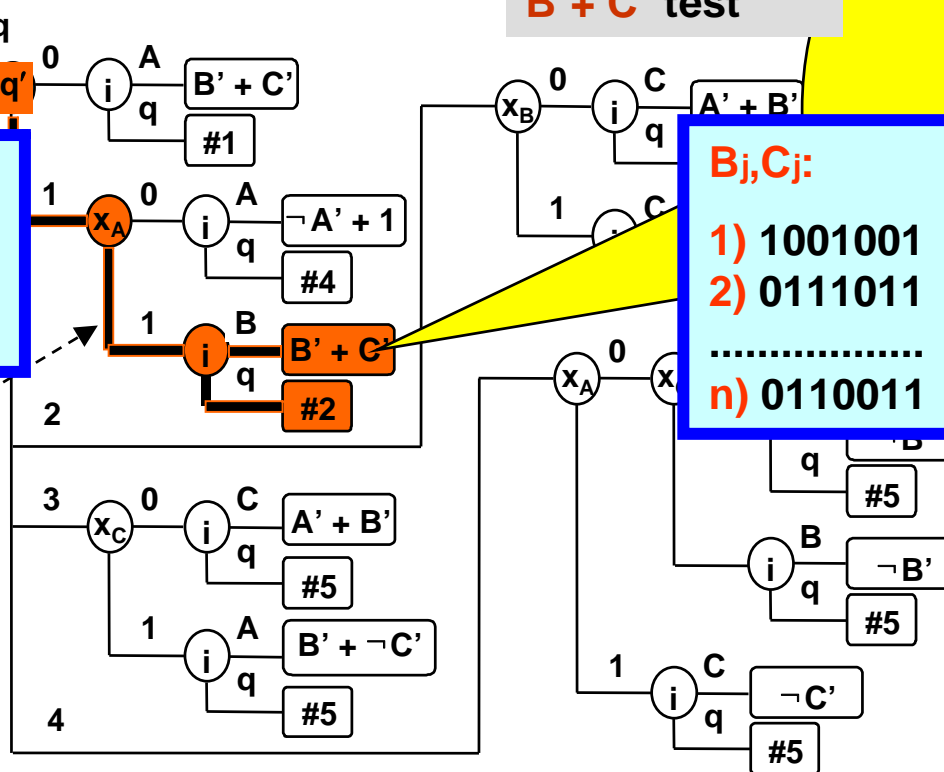 B' + C' test
q
q'
0
i
A
B' + C'
q
#1
1
xA
0
i
A
¬A' + 1
q
#4
1
i
B
B' + C'
q
#2
2
xB
0
i
C
A' + B'
q
1
i
C
3
xC
0
i
C
A' + B'
q
#5
1
i
A
B' + ¬C'
q
#5
4
xA
0
x
¬B
q
#5
i
B
¬B'
q
#5
1
i
C
¬C'
q
#5
Bj,Cj:
1) 1001001
2) 0111011
..................
n) 0110011